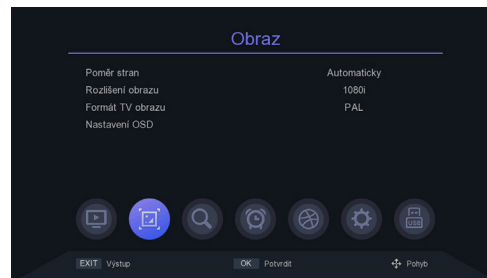 Obraz
Poměr stran Automaticky
Rozlišení obrazu 1080i
Formát TV obrazu PAL
Nastavení OSD
USB
EXIT Výstup OK Potvrdit Pohyb